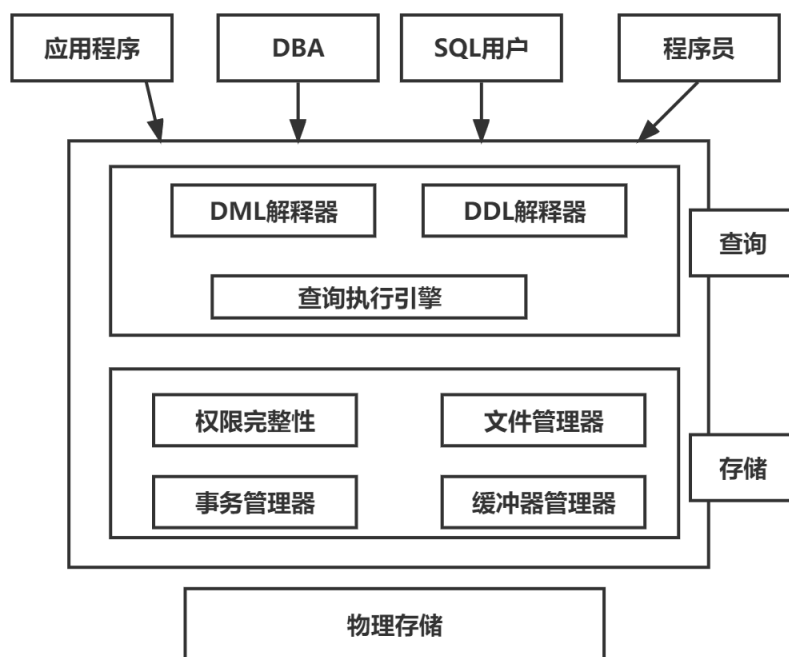 应用程序
DBA
SQL用户
程序员
DML解释器
DDL解释器
查询
查询执行引擎
权限完整性
文件管理器
存储
事务管理器
缓冲器管理器
物理存储